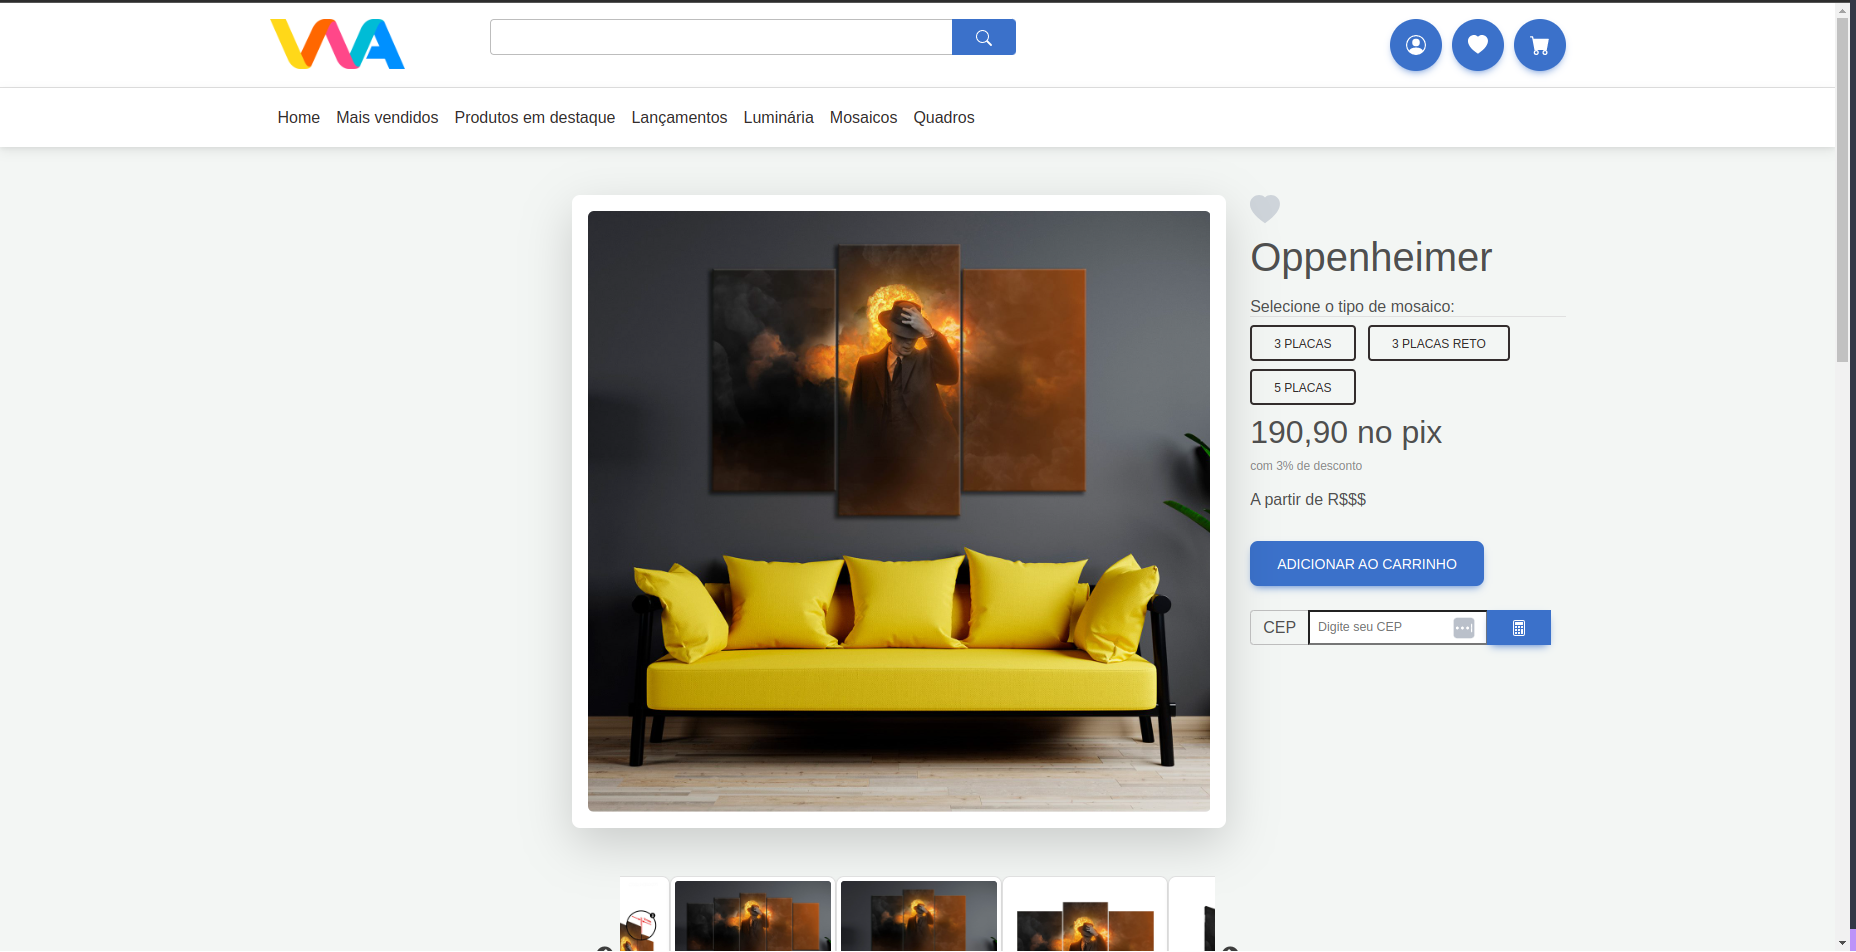 VVA
Home Mais vendidos Produtos em destaque Lançamentos Luminária Mosaicos Quadros
Oppenheimer
Selecione o tipo de mosaico:
3 PLACAS 3 PLACAS RETO
5 PLACAS
190,90 no pix
com 3% de desconto
A partir de R$$$
ADICIONAR AO CARRINHO
CEP Digite seu CEP